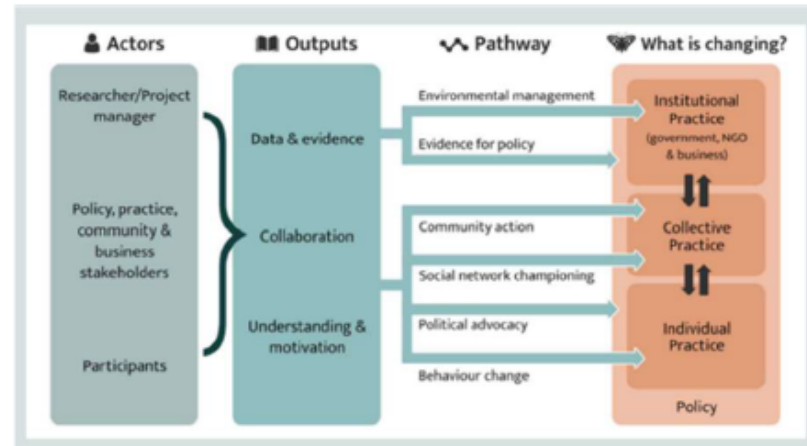 Actors
Outputs
Pathway
What is changing?
Researcher/Project
manager
Policy, practice,
community &
business
stakeholders
Participants
Data & evidence
Collaboration
Understanding &
motivation
Environmental management
Evidence for policy
Community action
Social network championing
Political advocacy
Behaviour change
Institutional
Practice
(government, NGO
& business)
Collective
Practice
Individual
Practice
Policy